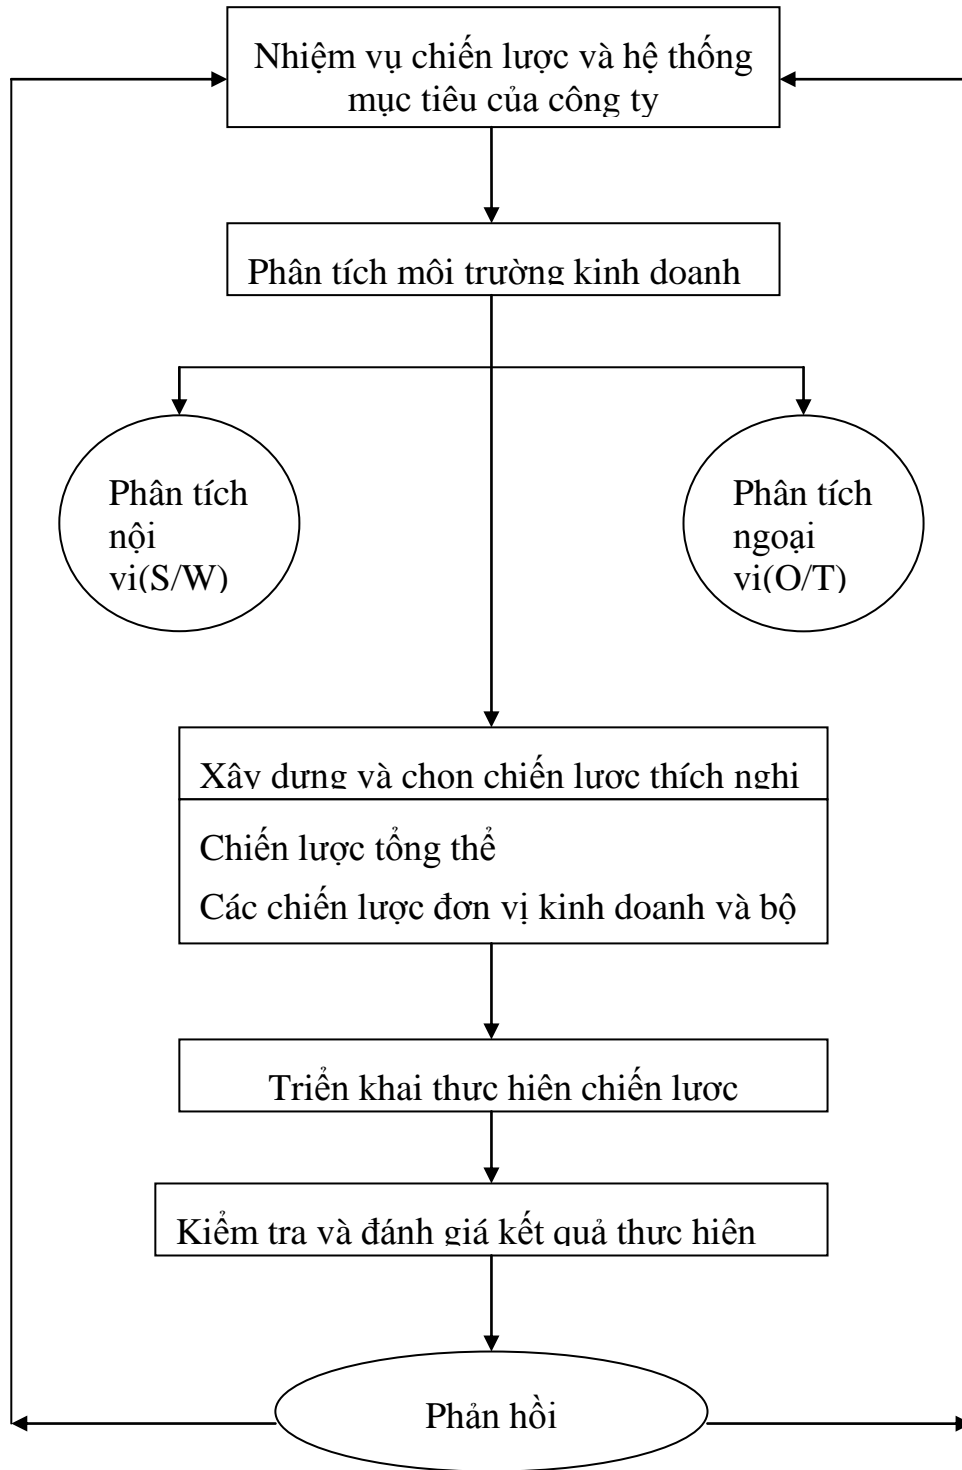 Nhiệm vụ chiến lược và hệ thống
mục tiêu của công ty
Phân tích môi trường kinh doanh
Phân tích
nội
vi(S/W)
Phân tích
ngoại
vi(O/T)
Xây dựng và chọn chiến lược thích nghi
Chiến lược tổng thể
Các chiến lược đơn vị kinh doanh và bộ
Triển khai thực hiện chiến lược
Kiểm tra và đánh giá kết quả thực hiện
Phản hồi